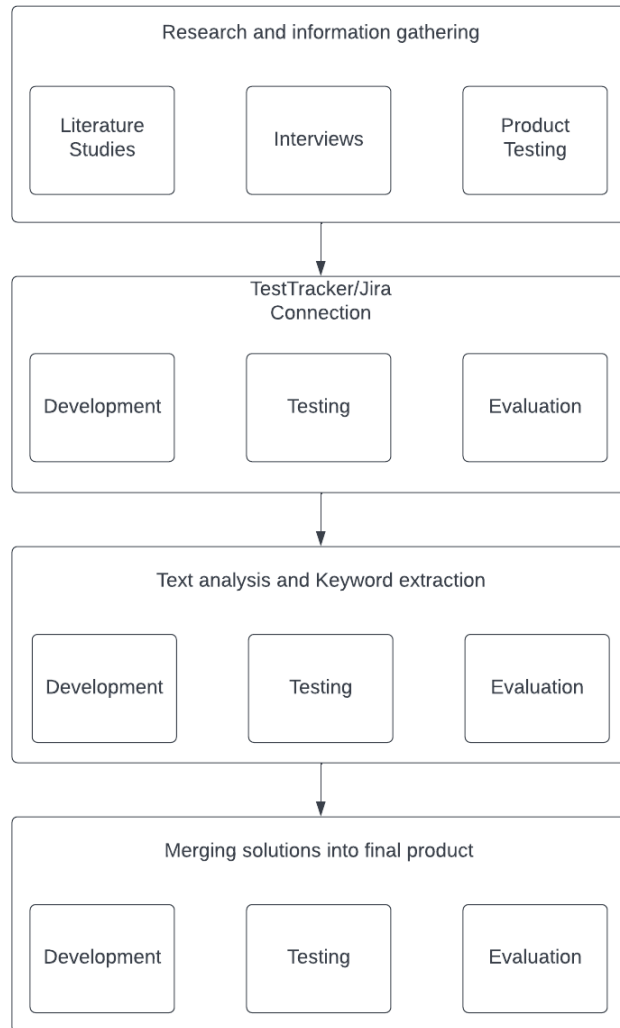 Research and information gathering
Literature
Studies
Interviews
Product
Testing
TestTracker/Jira
Connection
Development
Testing
Evaluation
Text analysis and Keyword extraction
Development
Testing
Evaluation
Merging solutions into final product
Development
Testing
Evaluation